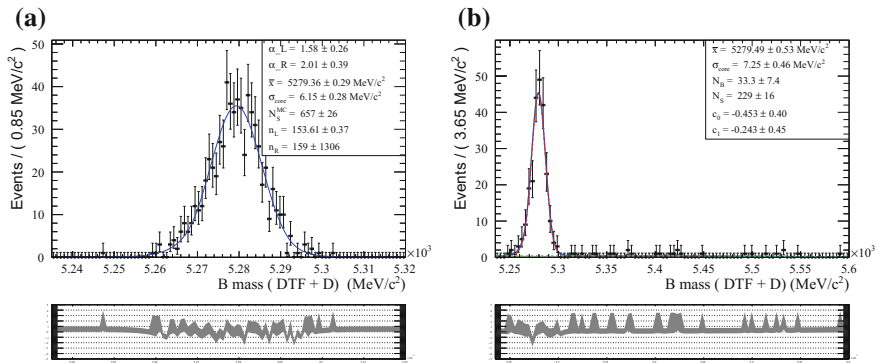 (a)
Events / ( 0.85 MeV/c²)
50
40
30
20
10
0
α_L = 1.58 ± 0.26
α_R = 2.01 ± 0.39
x̄ = 5279.36 ± 0.29 MeV/c²
σcore = 6.15 ± 0.28 MeV/c²
N_S^MC = 657 ± 26
n_L = 153.61 ± 0.37
n_R = 159 ± 1306
5.24 5.25 5.26 5.27 5.28 5.29 5.30 5.31 5.32
×10³
B mass ( DTF + D) (MeV/c²)
(b)
Events / ( 3.65 MeV/c²)
50
40
30
20
10
0
x̄ = 5279.49 ± 0.53 MeV/c²
σcore = 7.25 ± 0.46 MeV/c²
N_B = 33.3 ± 7.4
N_S = 229 ± 16
c₀ = -0.453 ± 0.40
c₁ = -0.243 ± 0.45
5.25 5.3 5.35 5.4 5.45 5.5 5.55 5.6
×10³
B mass ( DTF + D) (MeV/c²)